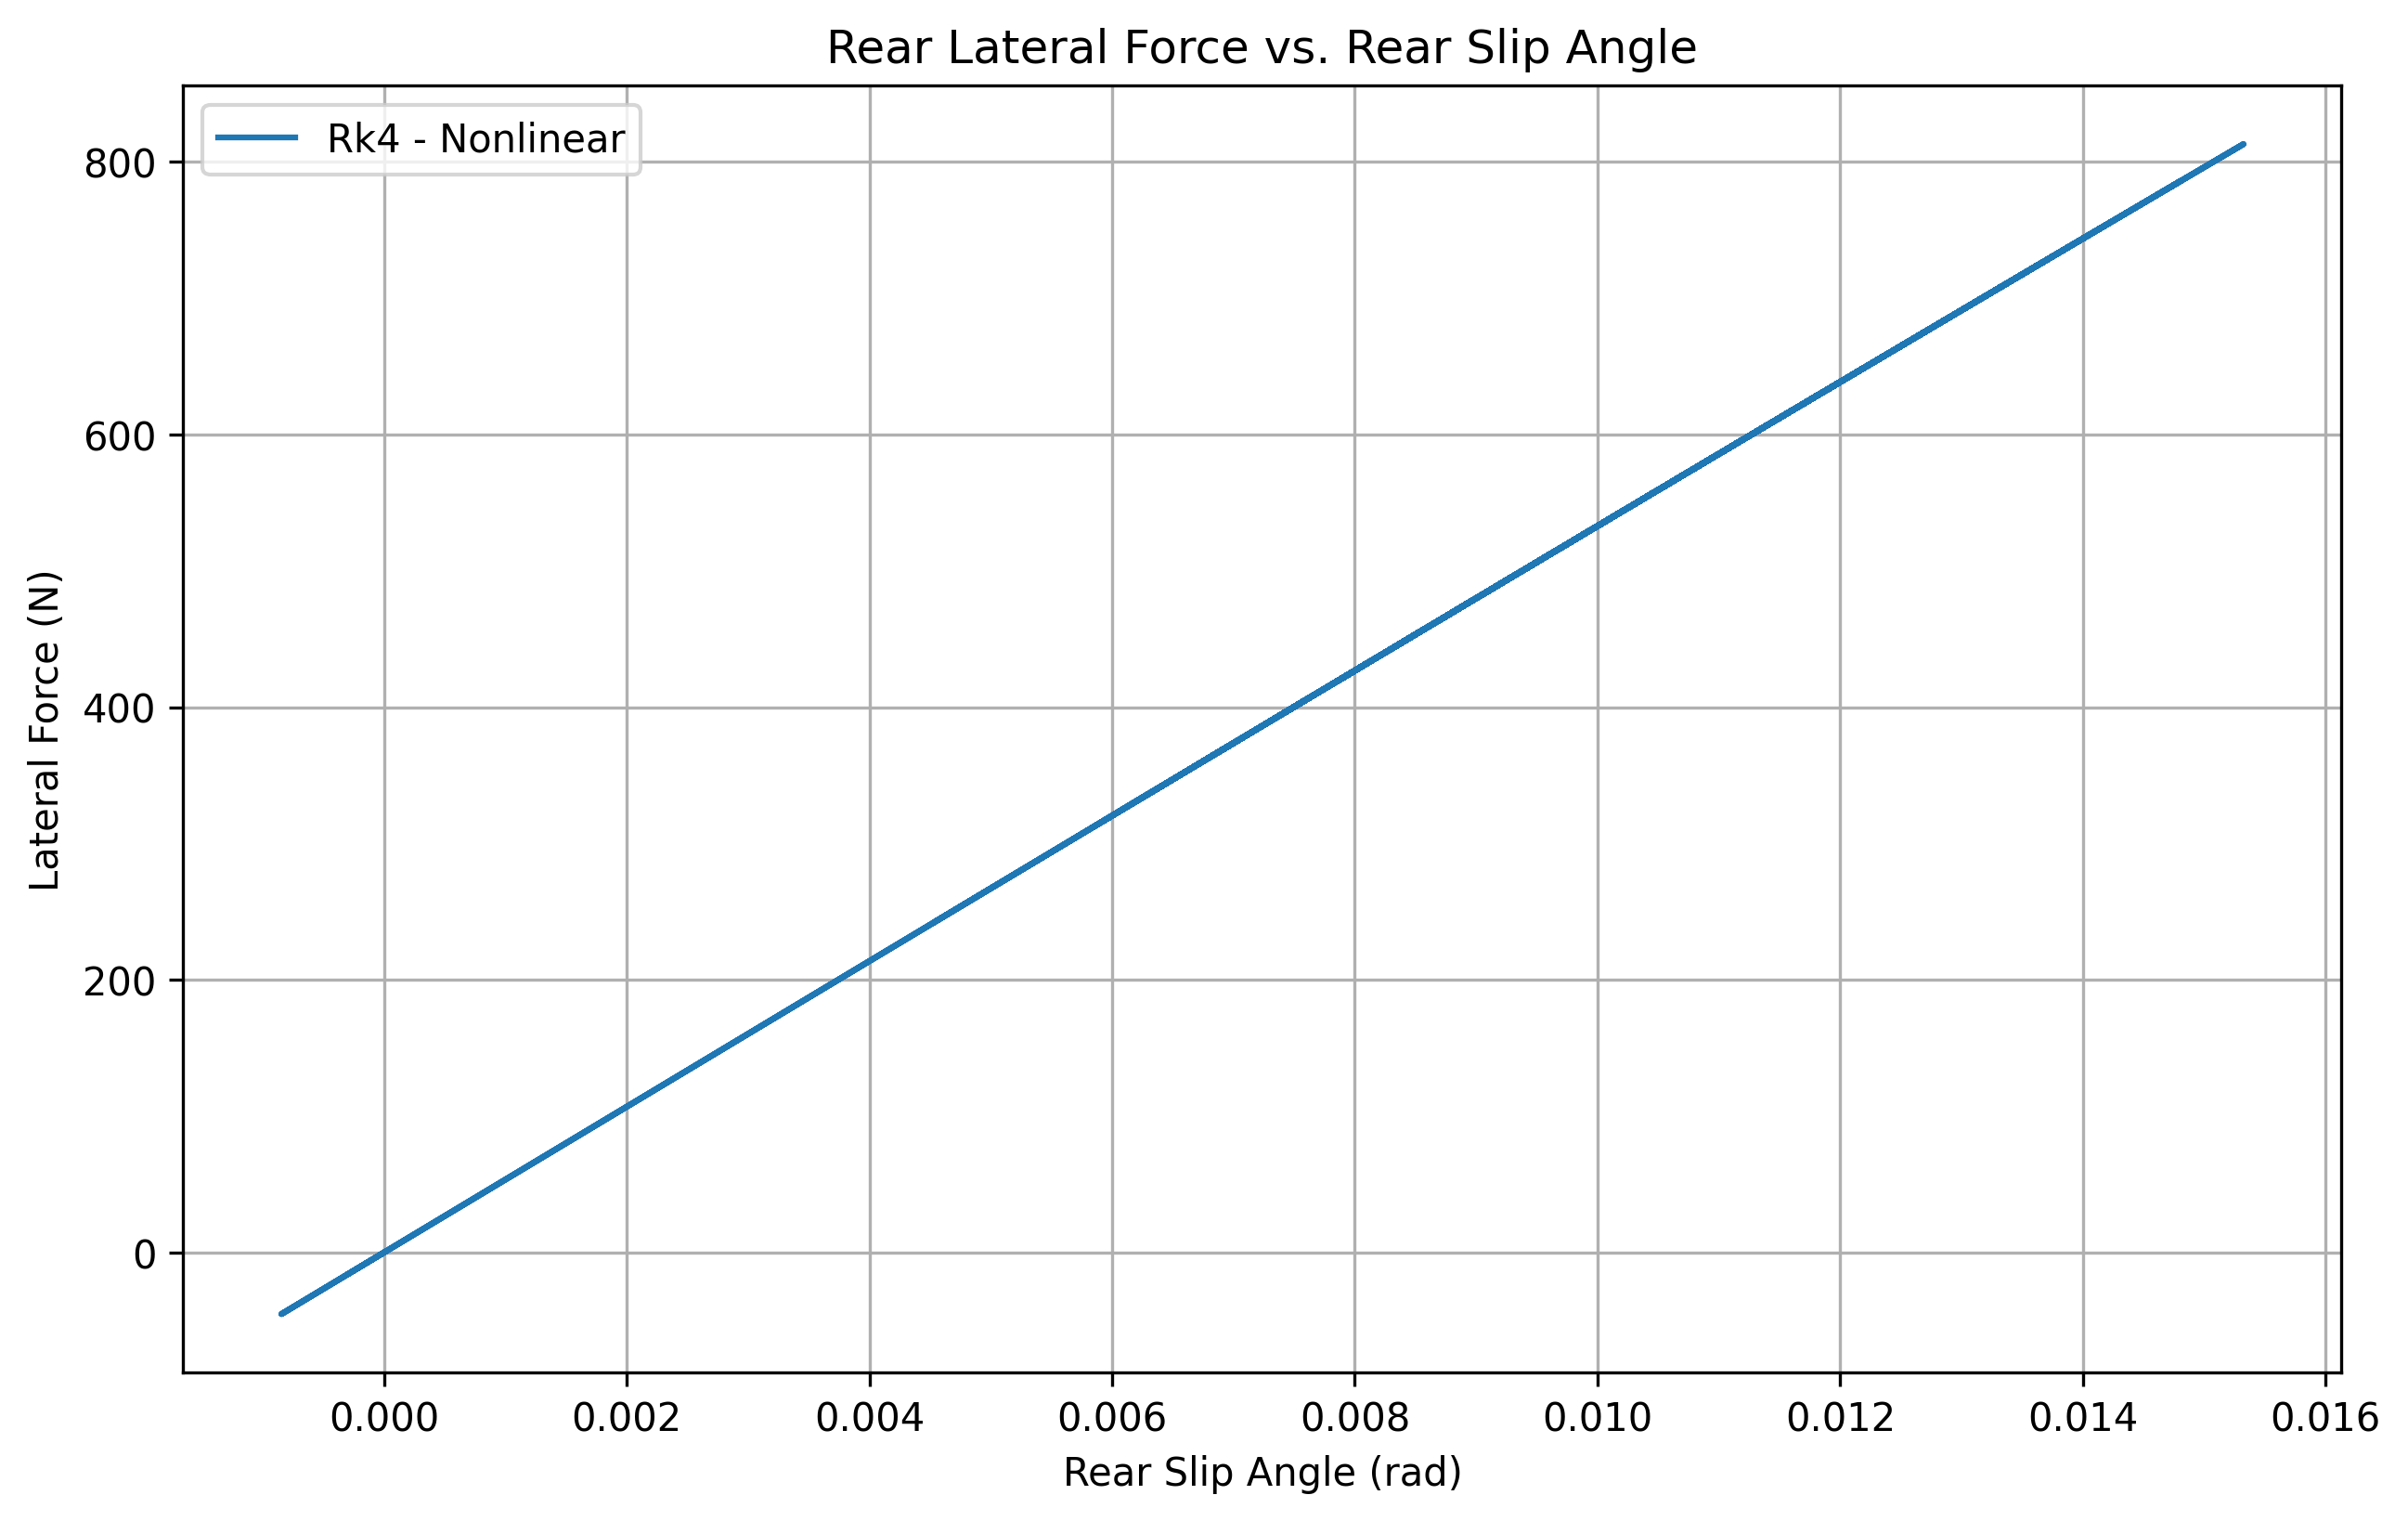 Rear Lateral Force vs. Rear Slip Angle
Rk4 - Nonlinear
800
600
400
200
0
Lateral Force (N)
0.000 0.002 0.004 0.006 0.008 0.010 0.012 0.014 0.016
Rear Slip Angle (rad)